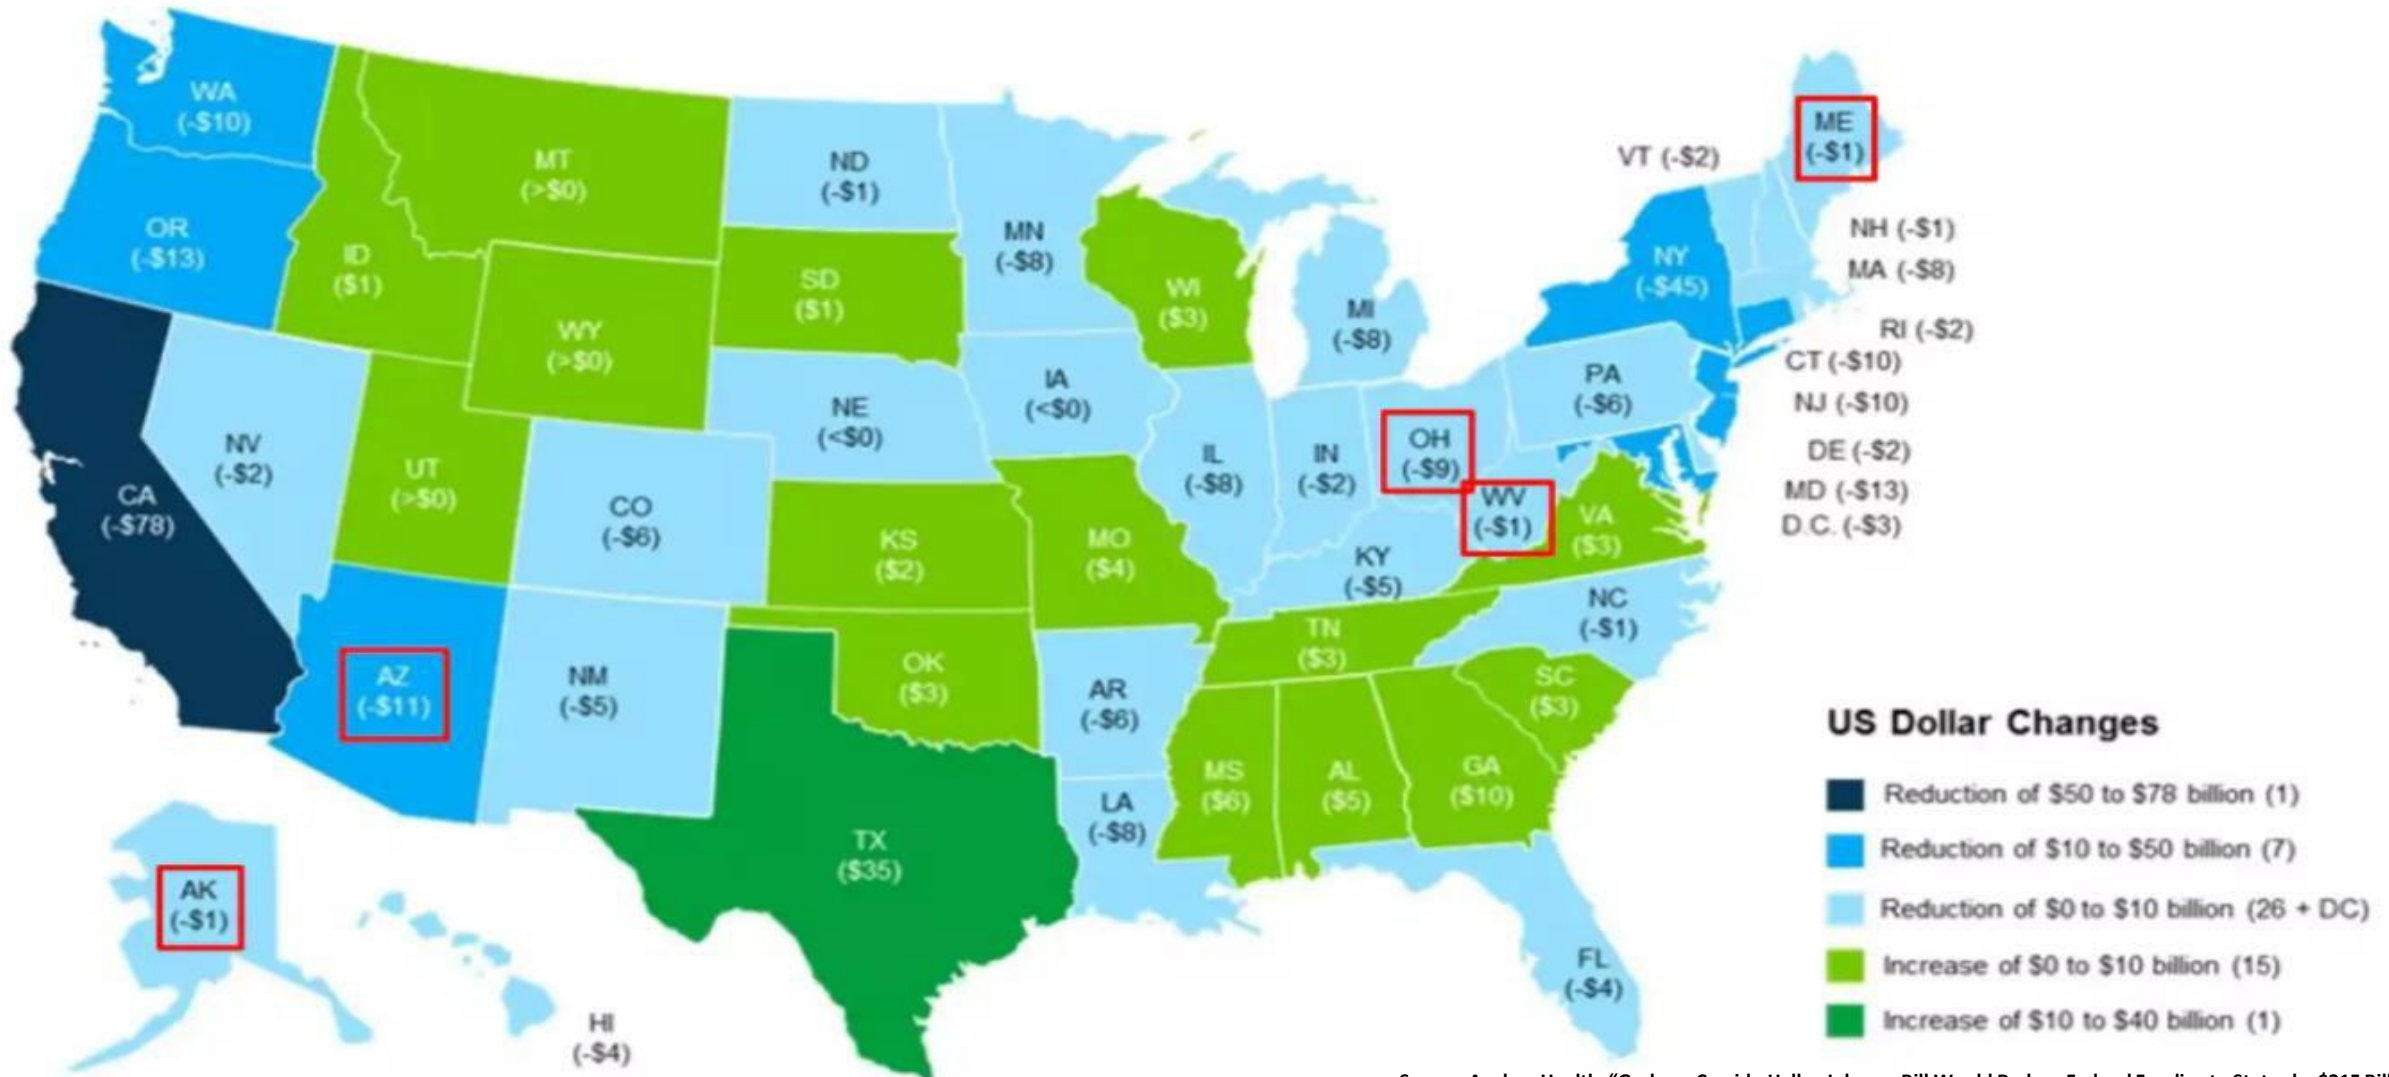 WA
(-$10)
OR
(-$13)
CA
(-$78)
NV
(-$2)
ID
($1)
MT
(>$0)
WY
(>$0)
UT
(>$0)
CO
(-$6)
AZ
(-$11)
NM
(-$5)
AK
(-$1)
HI
(-$4)
ND
(-$1)
SD
($1)
NE
(<$0)
KS
($2)
OK
($3)
TX
($35)
MN
(-$8)
IA
(<$0)
MO
($4)
AR
(-$6)
LA
(-$8)
WI
($3)
IL
(-$8)
MI
(-$8)
IN
(-$2)
OH
(-$9)
KY
(-$5)
WV
(-$1)
VA
($3)
TN
($3)
NC
(-$1)
SC
($3)
MS
($6)
AL
($5)
GA
($10)
FL
(-$4)
PA
(-$6)
NY
(-$45)
VT (-$2)
ME
(-$1)
NH (-$1)
MA (-$8)
RI (-$2)
CT (-$10)
NJ (-$10)
DE (-$2)
MD (-$13)
D.C. (-$3)
US Dollar Changes
Reduction of $50 to $78 billion (1)
Reduction of $10 to $50 billion (7)
Reduction of $0 to $10 billion (26 + DC)
Increase of $0 to $10 billion (15)
Increase of $10 to $40 billion (1)